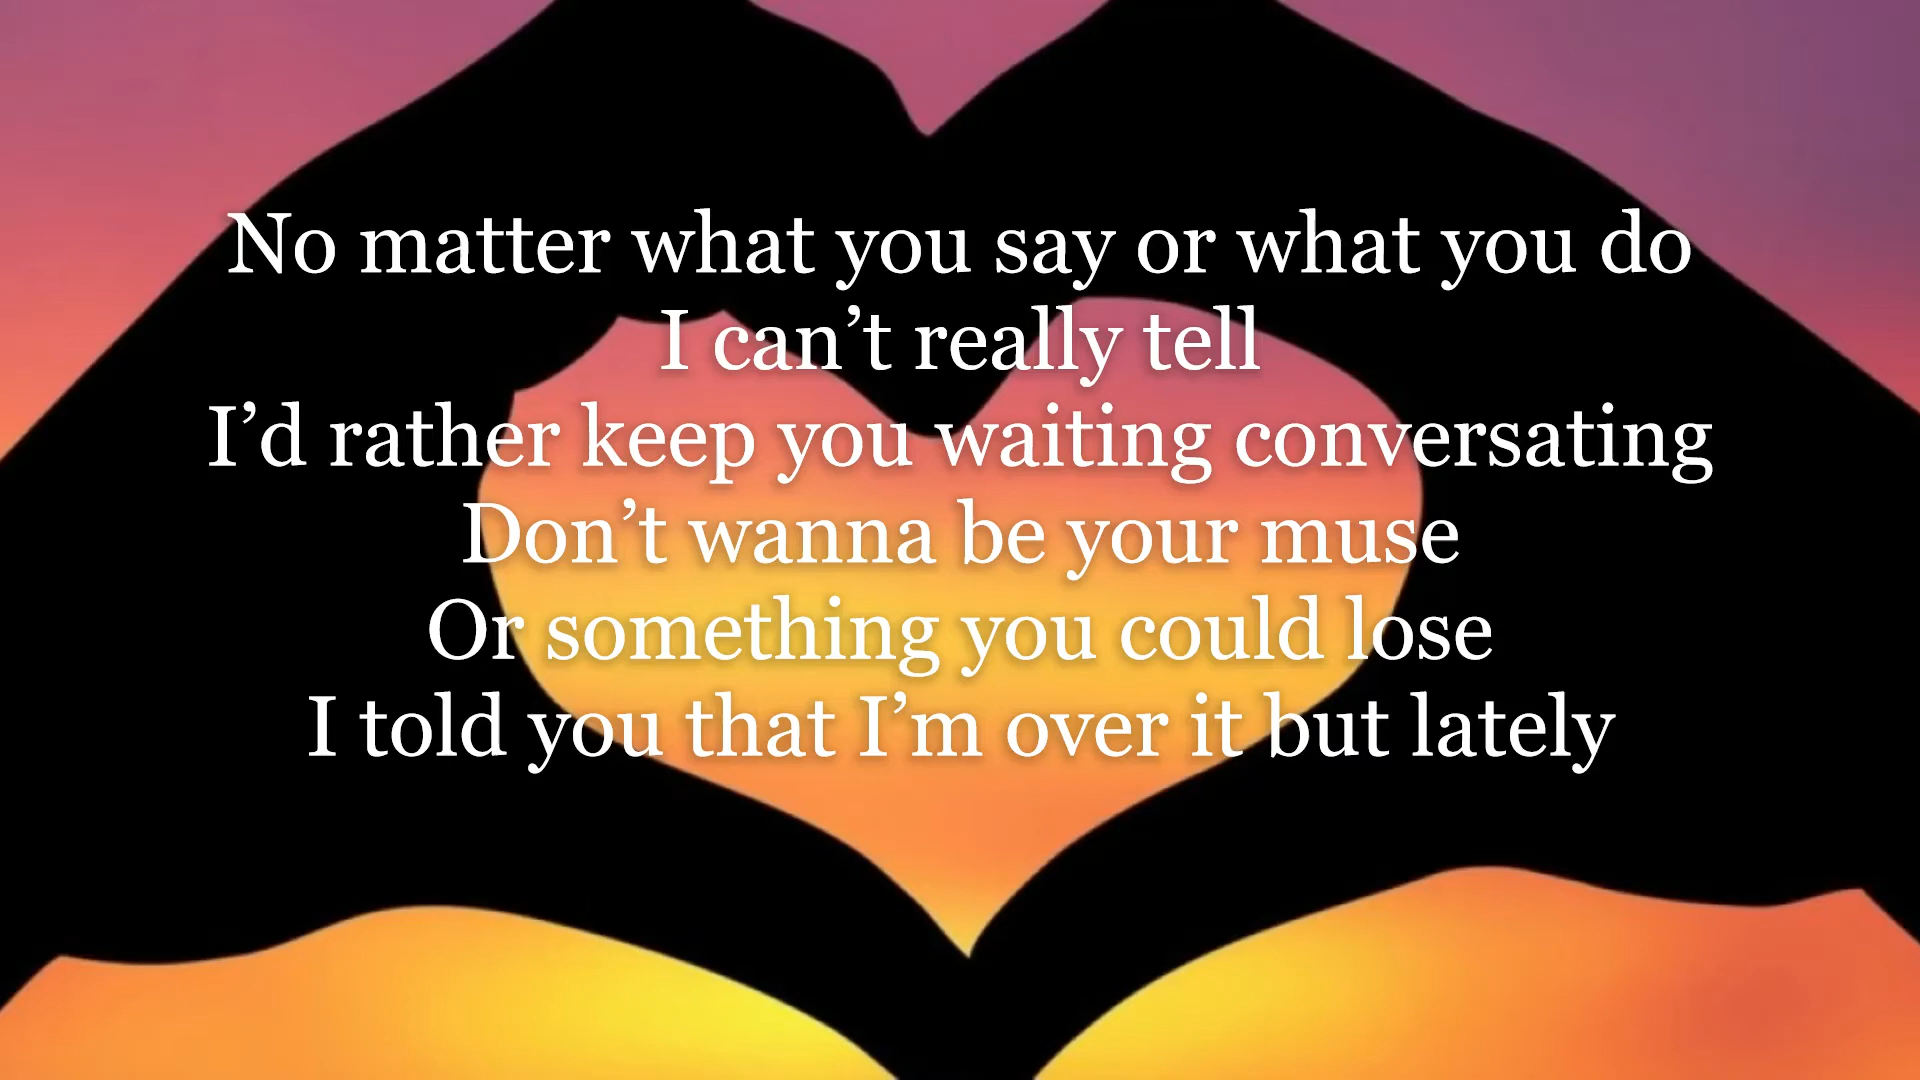 No matter what you say or what you do
I can’t really tell
I’d rather keep you waiting conversating
Don’t wanna be your muse
Or something you could lose
I told you that I’m over it but lately